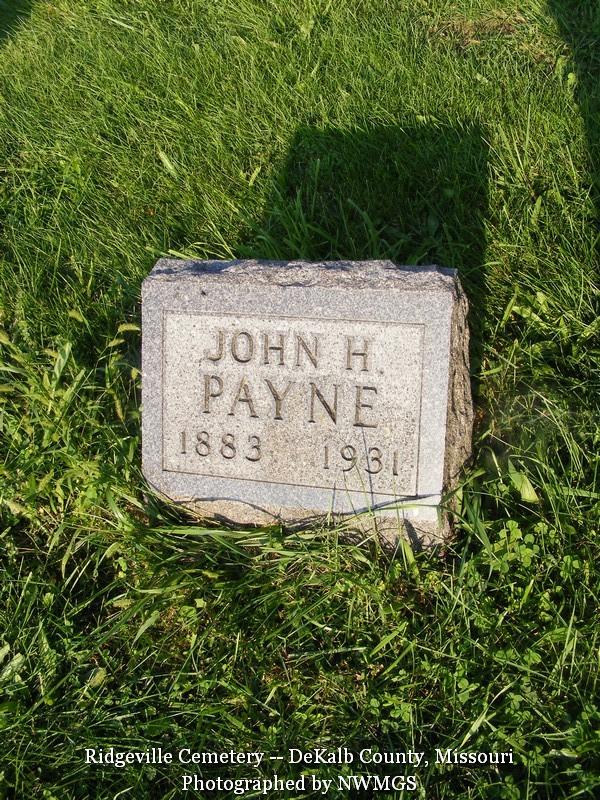 JOHN H.
PAYNE
1883 1931
Ridgeville Cemetery -- DeKalb County, Missouri
Photographed by NWMGS